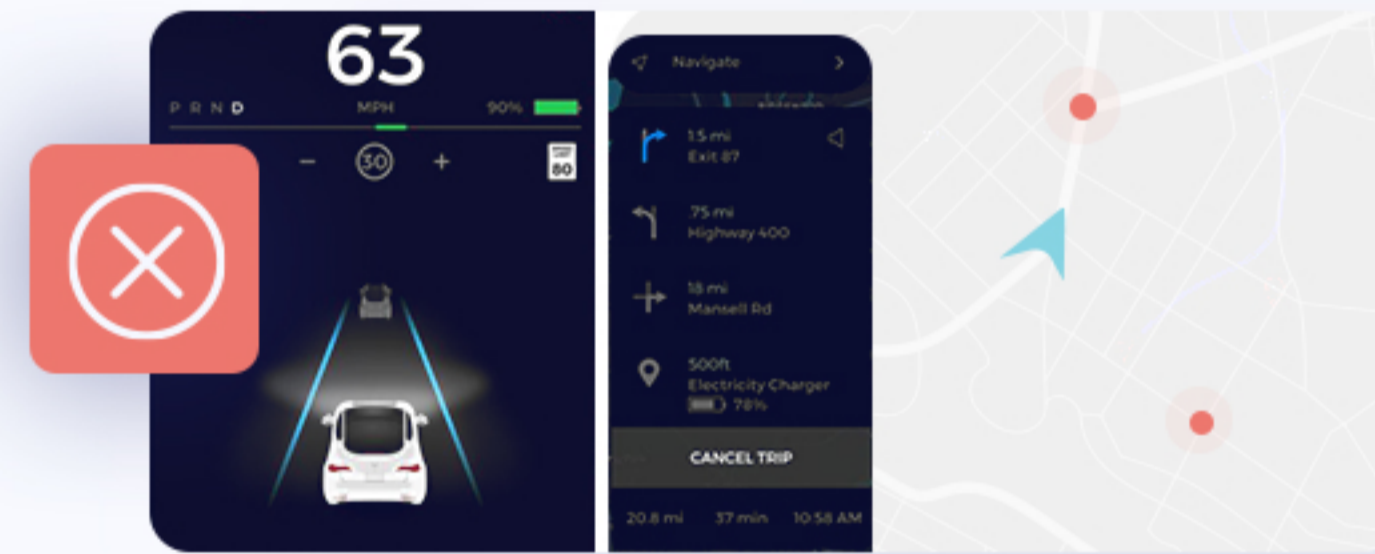 63
P R N D
MPH
90%
30
80
Navigate
1.5 mi
Exit 87
.75 mi
Highway 400
18 mi
Mansell Rd
500ft
Electricity Charger
78%
CANCEL TRIP
20.8 mi 37 min 10:58 AM